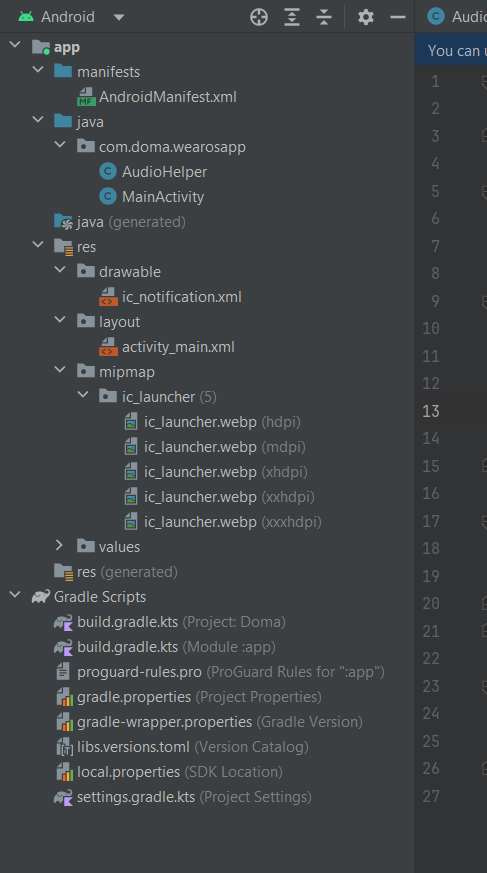 Android
Audio
app
You can u
manifests
AndroidManifest.xml
java
com.doma.wearosapp
AudioHelper
MainActivity
java (generated)
res
drawable
ic_notification.xml
layout
activity_main.xml
mipmap
ic_launcher (5)
ic_launcher.webp (hdpi)
ic_launcher.webp (mdpi)
ic_launcher.webp (xhdpi)
ic_launcher.webp (xxhdpi)
ic_launcher.webp (xxxhdpi)
values
res (generated)
Gradle Scripts
build.gradle.kts (Project: Doma)
build.gradle.kts (Module :app)
proguard-rules.pro (ProGuard Rules for ":app")
gradle.properties (Project Properties)
gradle-wrapper.properties (Gradle Version)
libs.versions.toml (Version Catalog)
local.properties (SDK Location)
settings.gradle.kts (Project Settings)
1
2
3
4
5
6
7
8
9
10
11
12
13
14
15
16
17
18
19
20
21
22
23
24
25
26
27